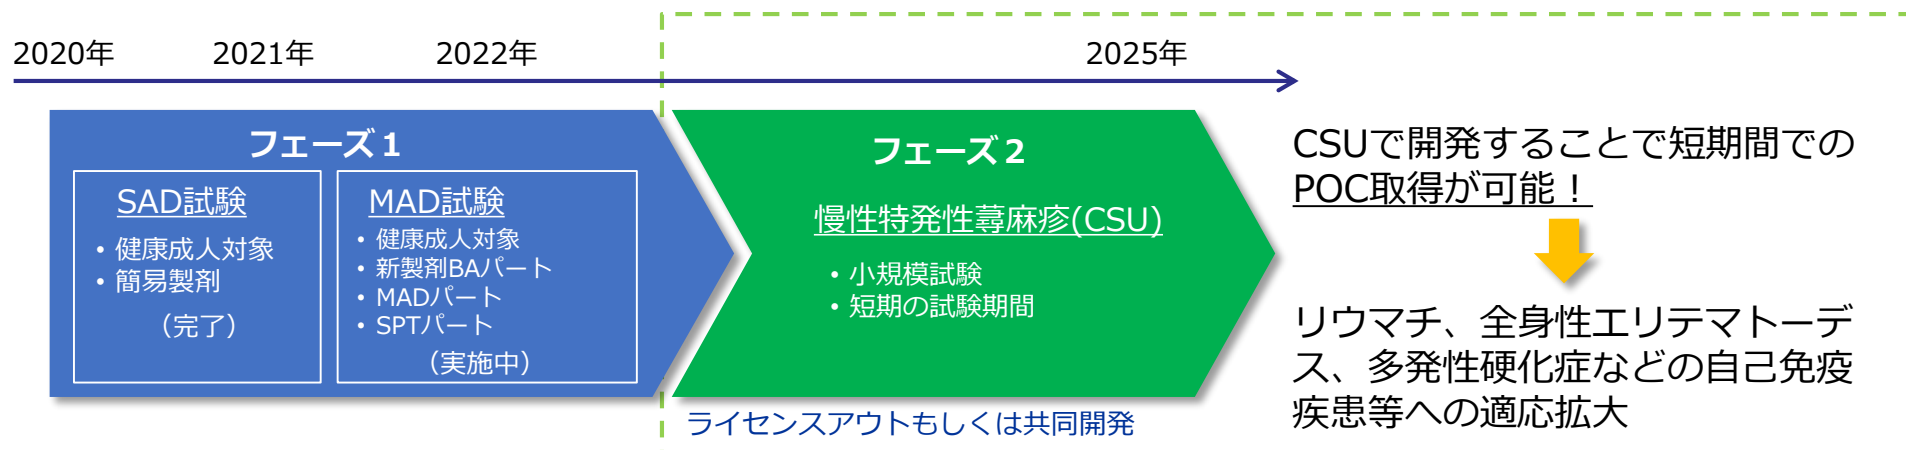 2020年
2021年
2022年
2025年
フェーズ１
SAD試験
・健康成人対象
・簡易製剤
（完了）
MAD試験
・健康成人対象
・新製剤BAパート
・MADパート
・SPTパート
（実施中）
フェーズ２
慢性特発性蕁麻疹(CSU)
・小規模試験
・短期の試験期間
ライセンスアウトもしくは共同開発
CSUで開発することで短期間での
POC取得が可能！
リウマチ、全身性エリテマトーデ
ス、多発性硬化症などの自己免疫
疾患等への適応拡大